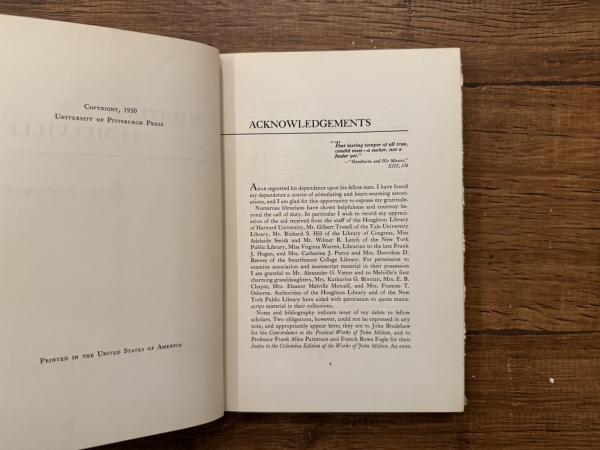 COPYRIGHT, 1950
UNIVERSITY OF PITTSBURGH PRESS
PRINTED IN THE UNITED STATES OF AMERICA
ACKNOWLEDGEMENTS
"That lasting temper of all true,
candid men—a seeker, not a
finder yet."
—"Hawthorne and His Mosses,"
XIII,
AHAB regretted his dependence upon his fellow men. I have found
my dependence a source of stimulating and heart-warming associ-
ations, and I am glad for this opportunity to express my gratitude.
Numerous librarians have shown helpfulness and courtesy be-
yond the call of duty. In particular I wish to record my appreci-
ation of the aid received from the staff of the Houghton Library
of Harvard University, Mr. Gilbert Troxell of the Yale University
Library, Mr. Richard S. Hill of the Library of Congress, Miss
Adelaide Smith and Mr. Wilmer R. Leech of the New York
Public Library, Miss Virginia Warren, Librarian to the late Frank
J. Hogan, and Mrs. Catharina J. Pierce and Mrs. Dorothea D.
Reeves of the Swarthmore College Library. For permission to
examine association and manuscript material in their possession
I am grateful to Mr. Alexander O. Vietor and to Melville's four
charming granddaughters, Mrs. Katharine G. Binnian, Mrs. E. B.
Chapin, Mrs. Eleanor Melville Metcalf, and Mrs. Frances T.
Osborne. Authorities of the Houghton Library and of the New
York Public Library have aided with permission to quote manu-
script material in their collections.
Notes and bibliography indicate most of my debts to fellow
scholars. Two obligations, however, could not be expressed in any
note, and appropriately appear here; they are to John Bradshaw
for his Concordance to the Poetical Works of John Milton, and to
Professor Frank Allen Patterson and French Rowe Fogle for their
Index to the Columbia Edition of the Works of John Milton. An even
v